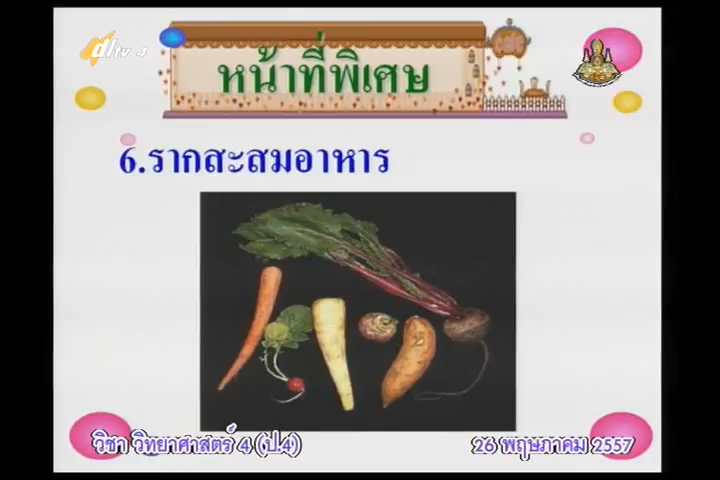 dltv 4
หน้าที่พิเศษ
6.รากสะสมอาหาร
วิชา วิทยาศาสตร์ 4 (ป.4)
26 พฤษภาคม 2557